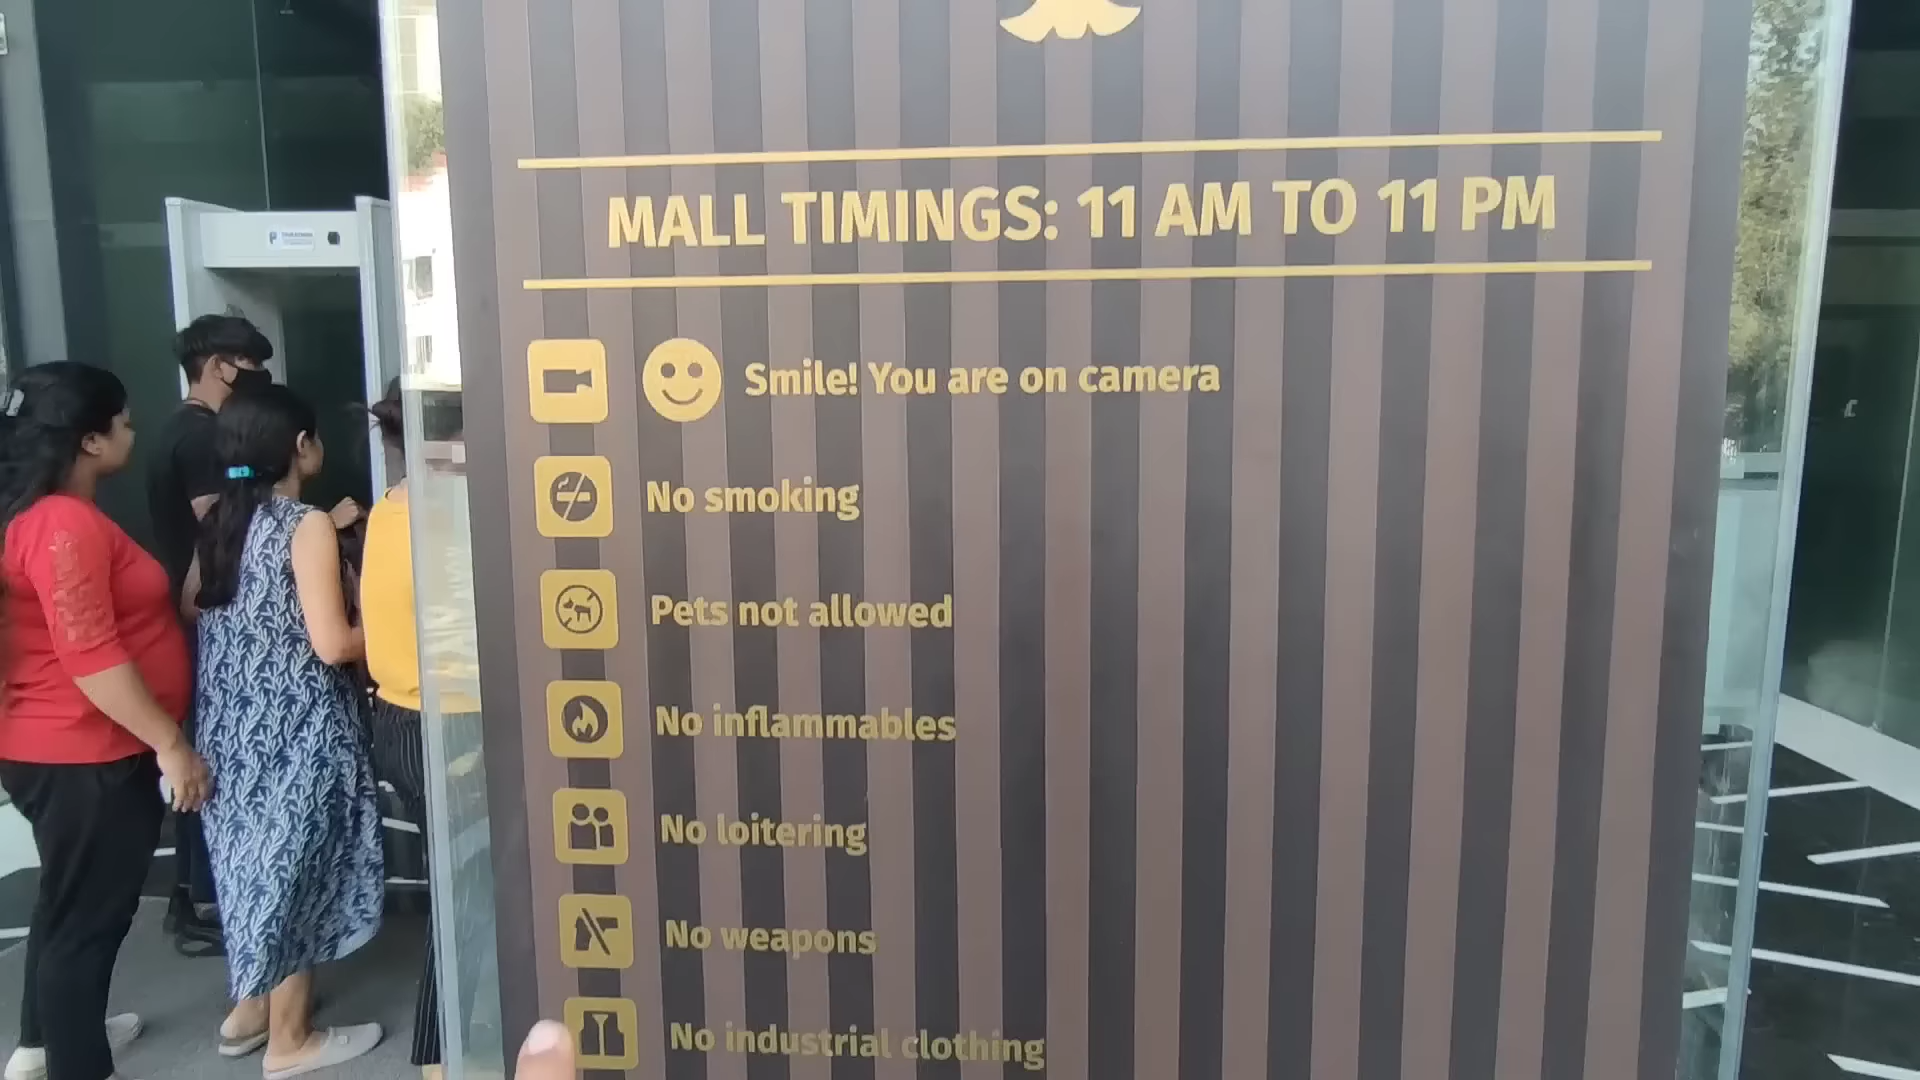 MALL TIMINGS: 11 AM TO 11 PM
Smile! You are on camera
No smoking
Pets not allowed
No inflammables
No loitering
No weapons
No industrial clothing